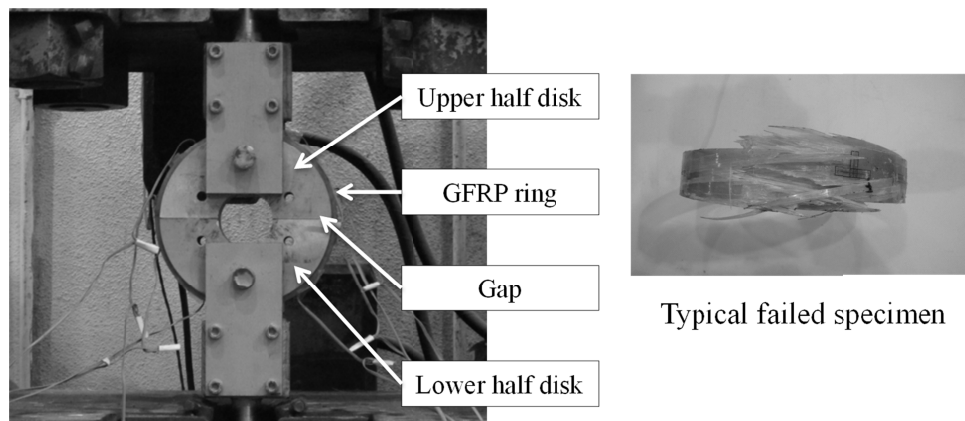 Upper half disk
GFRP ring
Gap
Lower half disk
Typical failed specimen